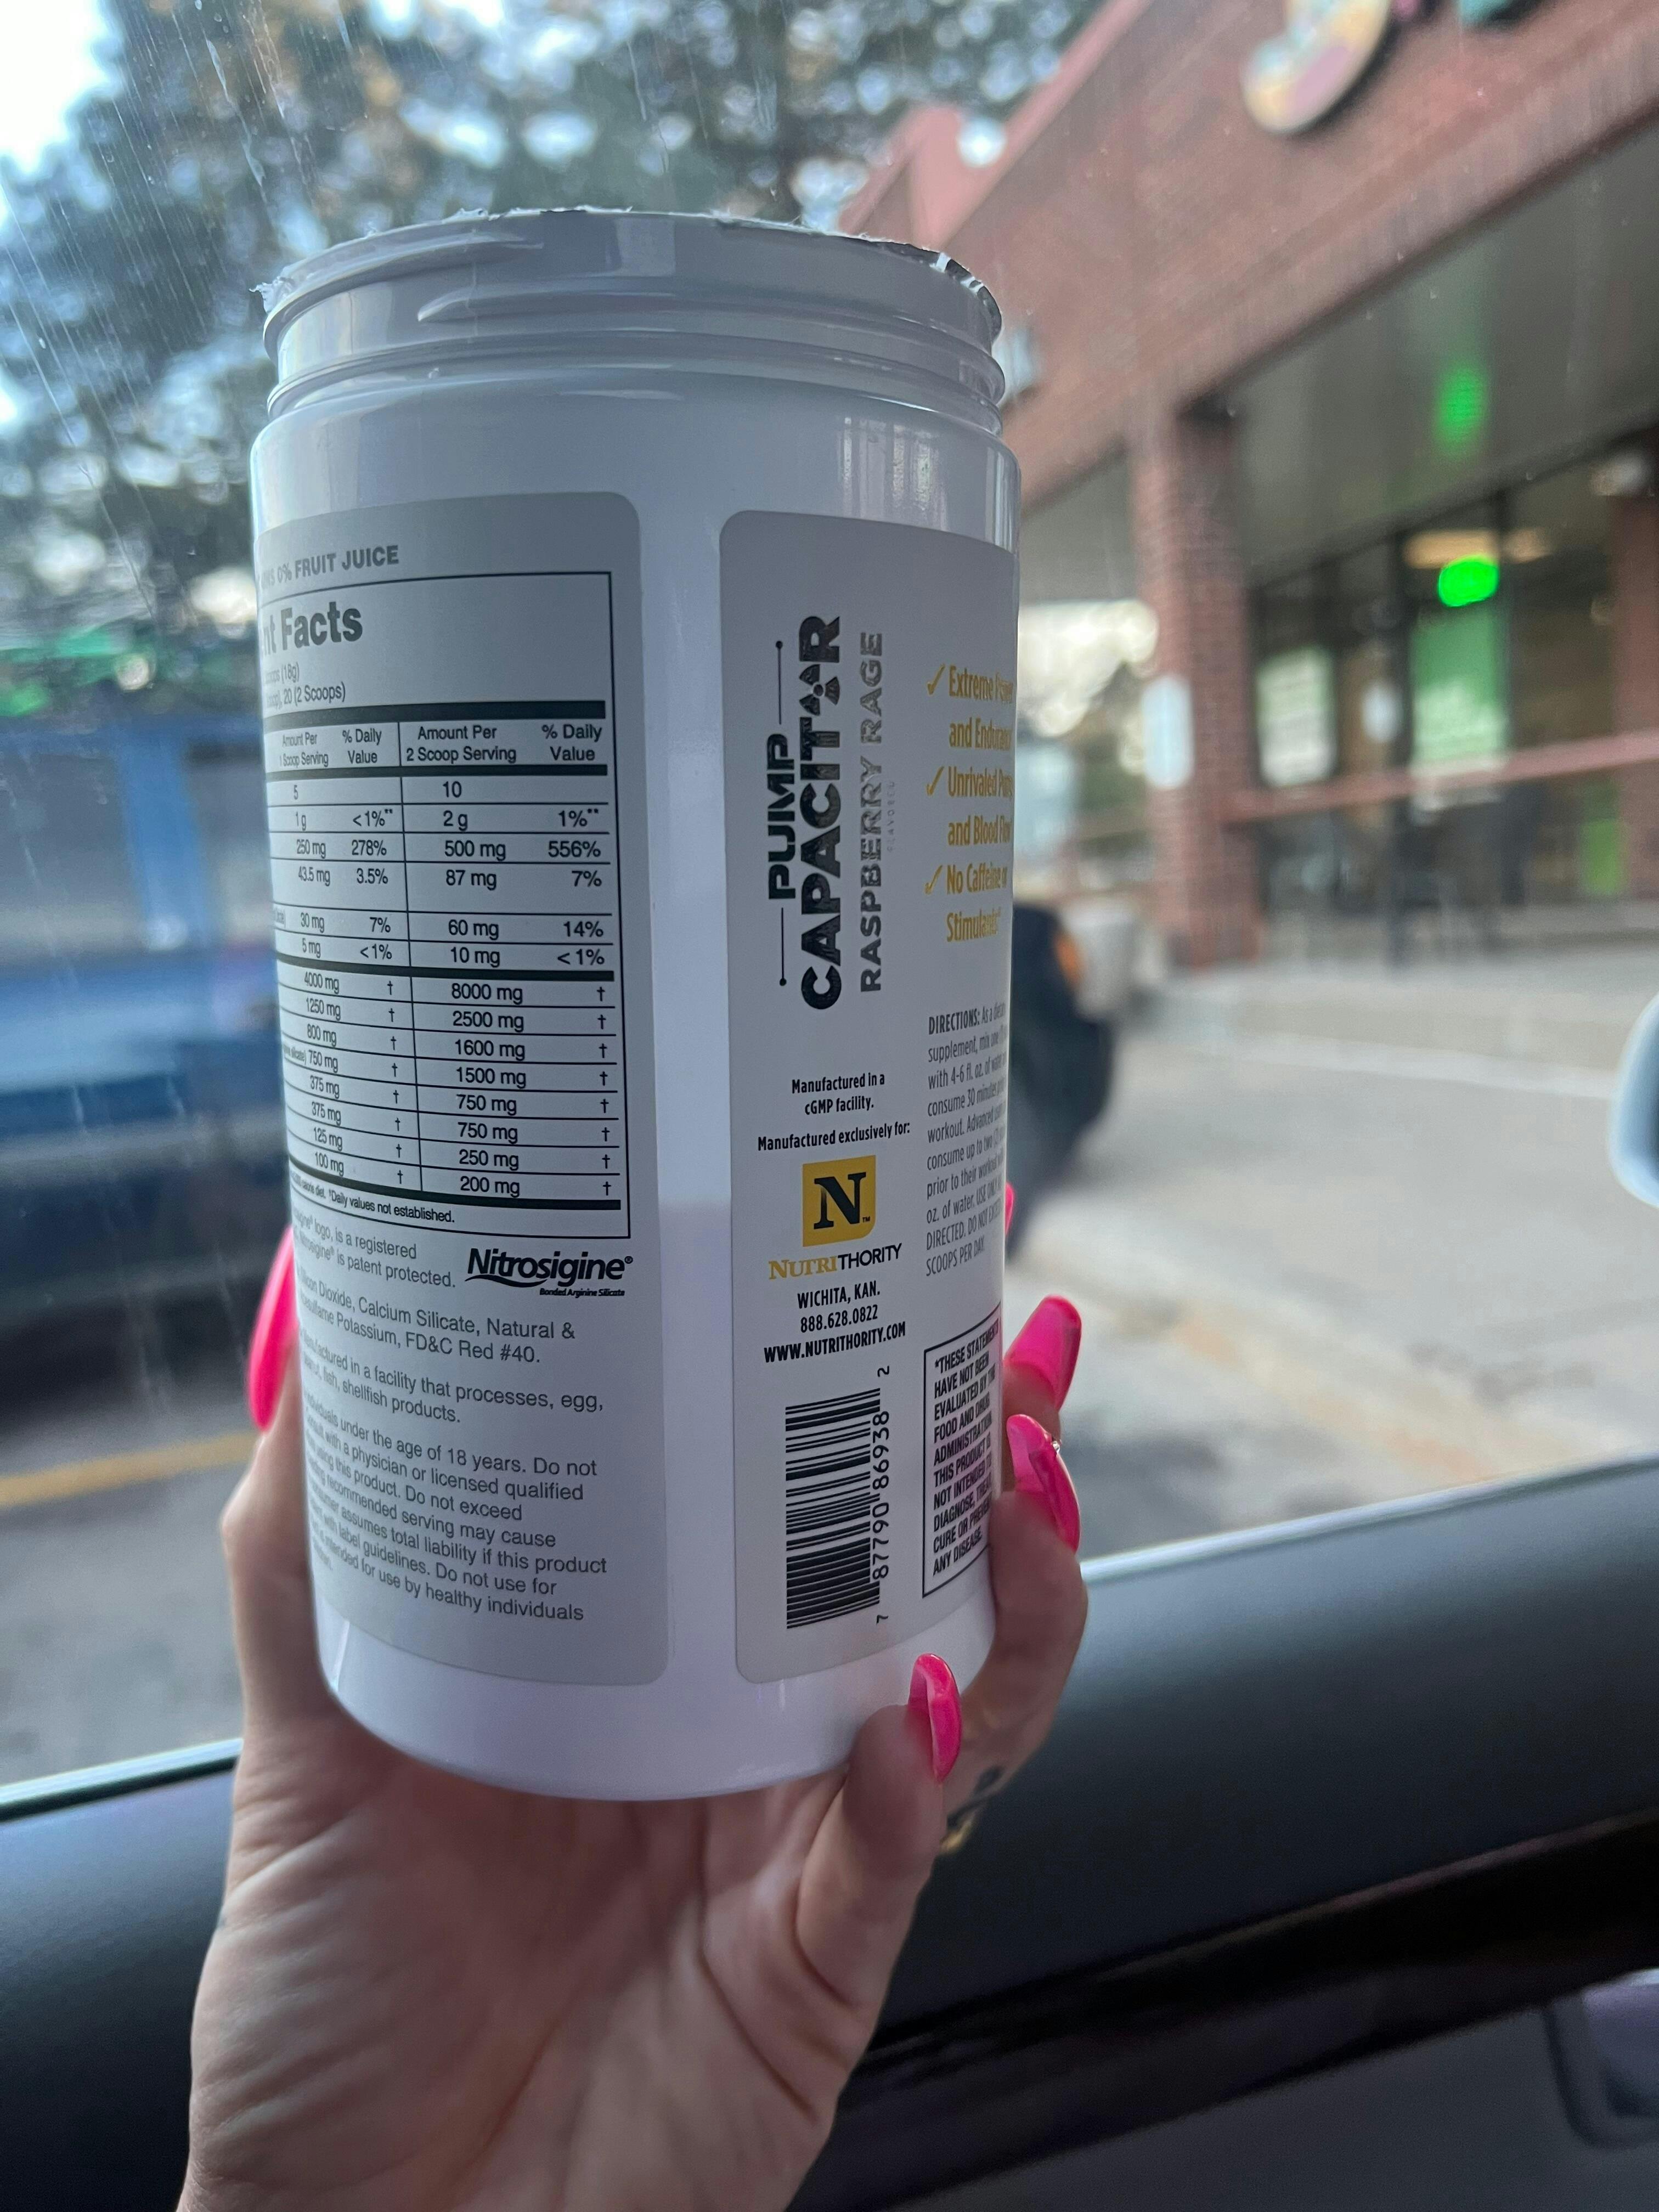 0% FRUIT JUICE
Facts
(18g)
20 (2 Scoops)
Amount Per
1 Scoop Serving
% Daily
Value
Amount Per
2 Scoop Serving
% Daily
Value
5 10
1 g <1%** 2 g 1%**
250 mg 278% 500 mg 556%
43.5 mg 3.5% 87 mg 7%
30 mg 7% 60 mg 14%
5 mg <1% 10 mg <1%
4000 mg † 8000 mg †
1250 mg † 2500 mg †
800 mg † 1600 mg †
750 mg † 1500 mg †
375 mg † 750 mg †
375 mg † 750 mg †
125 mg † 250 mg †
100 mg † 200 mg †
diet. †Daily values not established.
logo, is a registered
Nitrosigine® is patent protected.
Nitrosigine®
Bonded Arginine Silicate
Dioxide, Calcium Silicate, Natural &
Potassium, FD&C Red #40.
in a facility that processes, egg,
fish, shellfish products.
under the age of 18 years. Do not
with a physician or licensed qualified
using this product. Do not exceed
recommended serving may cause
assumes total liability if this product
with label guidelines. Do not use for
intended for use by healthy individuals
PUMP
CAPACITOR
RASPBERRY RAGE
FLAVORED
Manufactured in a
cGMP facility.
Manufactured exclusively for:
N™
NUTRITHORITY
WICHITA, KAN.
888.628.0822
WWW.NUTRITHORITY.COM
7 87790 86938 2
✓ Extreme
and
✓ Unrivaled
and Blood
✓ No Caffeine or
Stimulants*
DIRECTIONS: As a
supplement, mix one
with 4-6 fl. oz. of water
consume 30 minutes
workout. Advanced
consume up to two
prior to their workout
oz. of water. USE ONLY
DIRECTED. DO NOT EXCEED
SCOOPS PER DAY.
*THESE STATEMENTS
HAVE NOT BEEN
EVALUATED BY THE
FOOD AND DRUG
ADMINISTRATION.
THIS PRODUCT IS
NOT INTENDED TO
DIAGNOSE, TREAT,
CURE OR PREVENT
ANY DISEASE.